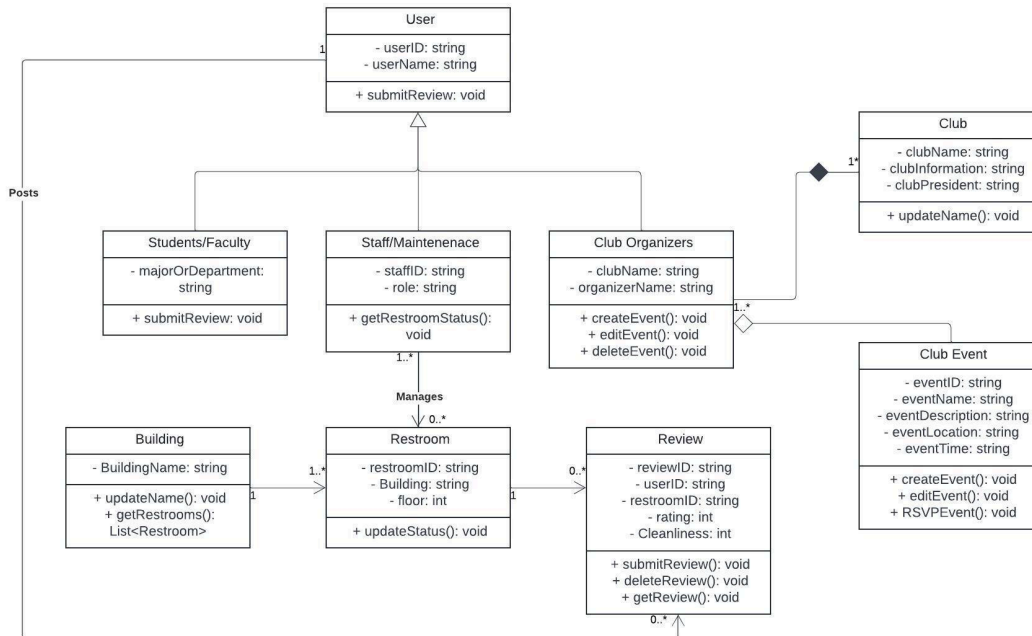 User
- userID: string
- userName: string
+ submitReview: void
1
Posts
Club
- clubName: string
- clubInformation: string
- clubPresident: string
+ updateName(): void
1*
Students/Faculty
- majorOrDepartment:
string
+ submitReview: void
Staff/Maintenenace
- staffID: string
- role: string
+ getRestroomStatus():
void
1..*
Manages
0..*
Club Organizers
- clubName: string
- organizerName: string
+ createEvent(): void
+ editEvent(): void
+ deleteEvent(): void
1..*
Club Event
- eventID: string
- eventName: string
- eventDescription: string
- eventLocation: string
- eventTime: string
+ createEvent(): void
+ editEvent(): void
+ RSVPEvent(): void
Building
- BuildingName: string
+ updateName(): void
+ getRestrooms():
List<Restroom>
1
1..*
Restroom
- restroomID: string
- Building: string
- floor: int
+ updateStatus(): void
1
0..*
Review
- reviewID: string
- userID: string
- restroomID: string
- rating: int
- Cleanliness: int
+ submitReview(): void
+ deleteReview(): void
+ getReview(): void
0..*